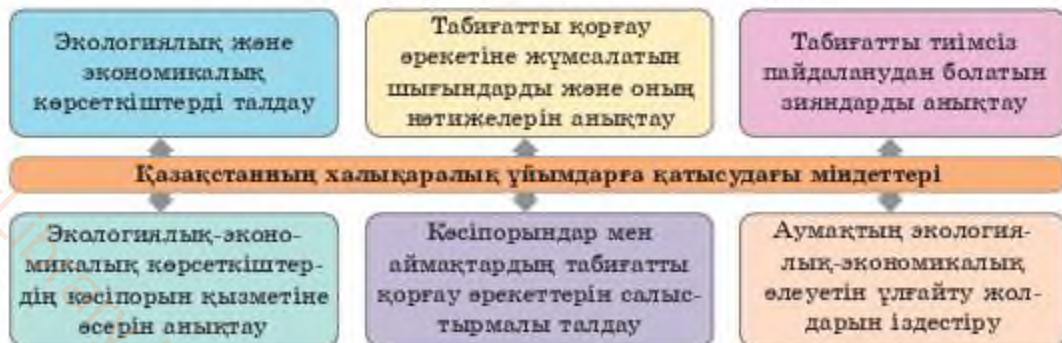 Экологиялық және
экономикалық
көрсеткіштерді талдау
Табиғатты қорғау
әрекетіне жұмсалатын
шығындарды және оның
нәтижелерін анықтау
Табиғатты тиімсіз
пайдаланудан болатын
зияндарды анықтау
Қазақстанның халықаралық ұйымдарға қатысудағы міндеттері
Экологиялық-эконо-
микалық көрсеткіштер-
дің кәсіпорын қызметіне
әсерін анықтау
Кәсіпорындар мен
аймақтардың табиғатты
қорғау әрекеттерін салыс-
тырмалы талдау
Аумақтың экология-
лық-экономикалық
әлеуетін ұлғайту жол-
дарын іздестіру